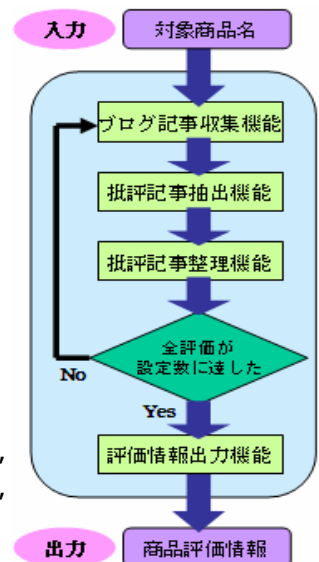 入力
対象商品名
ブログ記事収集機能
批評記事抽出機能
批評記事整理機能
全評価が
設定数に達した
No
Yes
評価情報出力機能
,
,
出力
商品評価情報